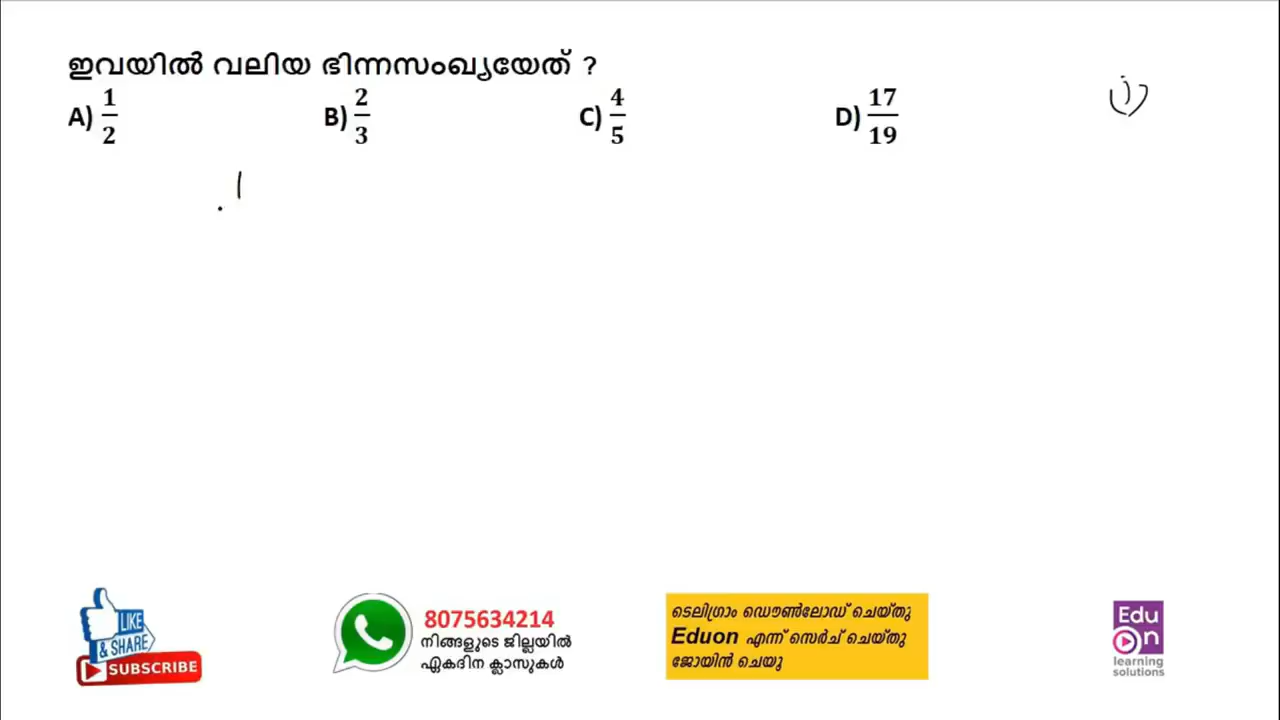 ഇവയിൽ വലിയ ഭിന്നസംഖ്യയേത് ?
A) 1/2 B) 2/3 C) 4/5 D) 17/19
LIKE
& SHARE
SUBSCRIBE
8075634214
നിങ്ങളുടെ ജില്ലയിൽ
ഏകദിന ക്ലാസുകൾ
ടെലിഗ്രാം ഡൌൺലോഡ് ചെയ്തു
Eduon എന്ന് സെർച് ചെയ്തു
ജോയിൻ ചെയൂ
Edu
On
learning
solutions